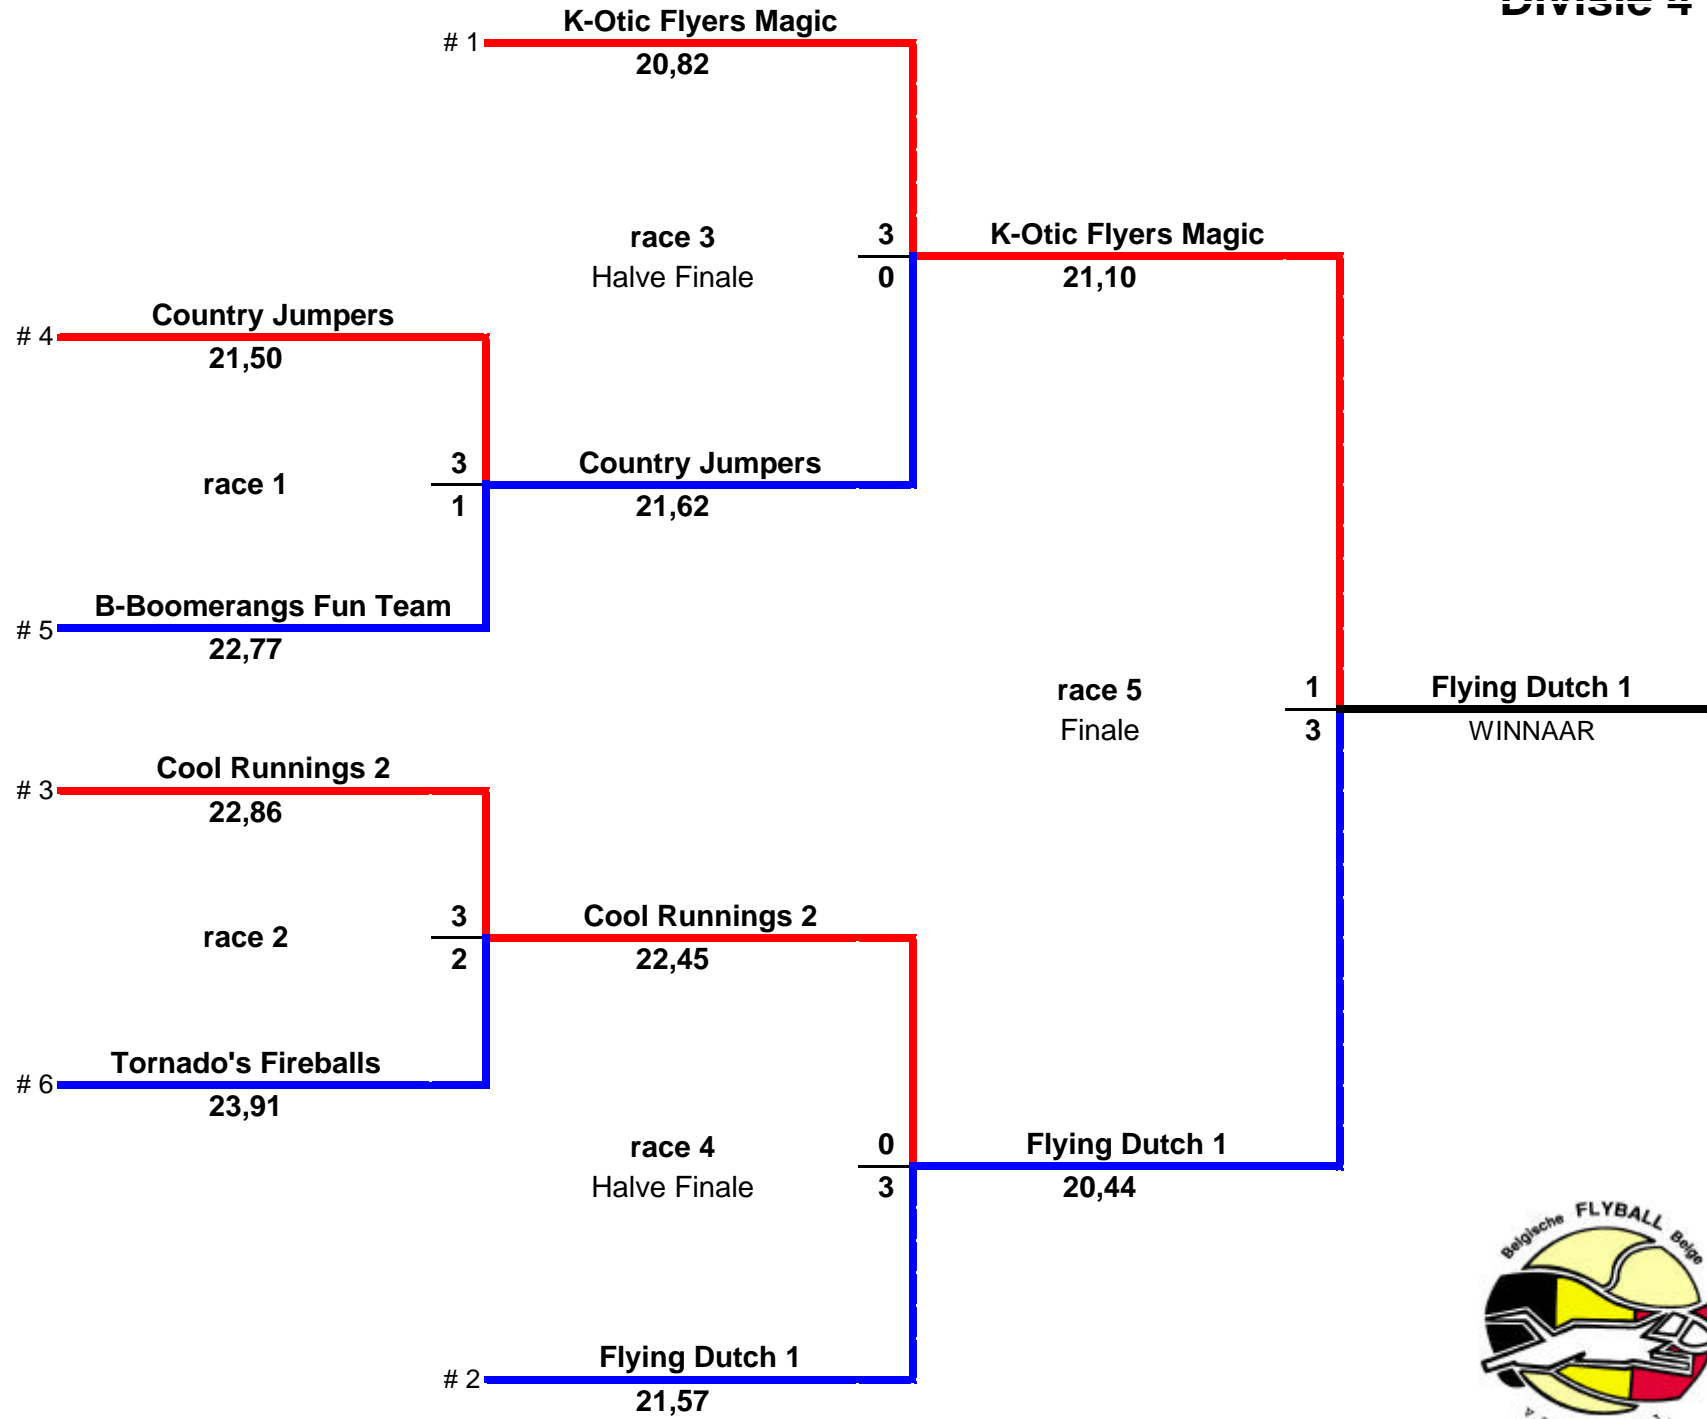 Divisie 4
K-Otic Flyers Magic
# 1
20,82
race 3
3
K-Otic Flyers Magic
Halve Finale
0
21,10
Country Jumpers
# 4
21,50
race 1
3
1
Country Jumpers
21,62
B-Boomerangs Fun Team
# 5
22,77
race 5
1
Flying Dutch 1
Finale
3
WINNAAR
Cool Runnings 2
# 3
22,86
race 2
3
2
Cool Runnings 2
22,45
Tornado's Fireballs
# 6
23,91
race 4
0
Flying Dutch 1
Halve Finale
3
20,44
Flying Dutch 1
# 2
21,57
Belgische FLYBALL Belge